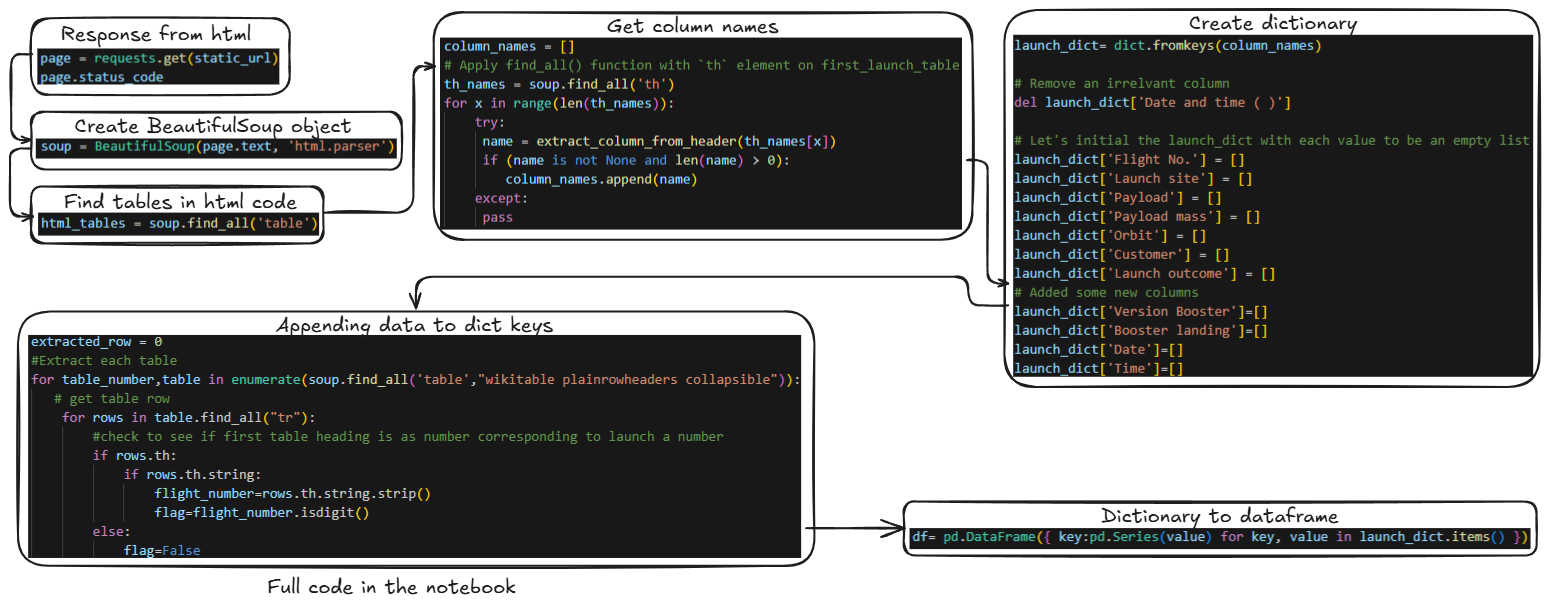 Response from html
page = requests.get(static_url)
page.status_code
Create BeautifulSoup object
soup = BeautifulSoup(page.text, 'html.parser')
Find tables in html code
html_tables = soup.find_all('table')
Get column names
column_names = []
# Apply find_all() function with `th` element on first_launch_table
th_names = soup.find_all('th')
for x in range(len(th_names)):
try:
name = extract_column_from_header(th_names[x])
if (name is not None and len(name) > 0):
column_names.append(name)
except:
pass
Create dictionary
launch_dict= dict.fromkeys(column_names)
# Remove an irrelvant column
del launch_dict['Date and time ( )']
# Let's initial the launch_dict with each value to be an empty list
launch_dict['Flight No.'] = []
launch_dict['Launch site'] = []
launch_dict['Payload'] = []
launch_dict['Payload mass'] = []
launch_dict['Orbit'] = []
launch_dict['Customer'] = []
launch_dict['Launch outcome'] = []
# Added some new columns
launch_dict['Version Booster']=[]
launch_dict['Booster landing']=[]
launch_dict['Date']=[]
launch_dict['Time']=[]
Appending data to dict keys
extracted_row = 0
#Extract each table
for table_number,table in enumerate(soup.find_all('table',"wikitable plainrowheaders collapsible")):
# get table row
for rows in table.find_all("tr"):
#check to see if first table heading is as number corresponding to launch a number
if rows.th:
if rows.th.string:
flight_number=rows.th.string.strip()
flag=flight_number.isdigit()
else:
flag=False
Full code in the notebook
Dictionary to dataframe
df= pd.DataFrame({ key:pd.Series(value) for key, value in launch_dict.items() })